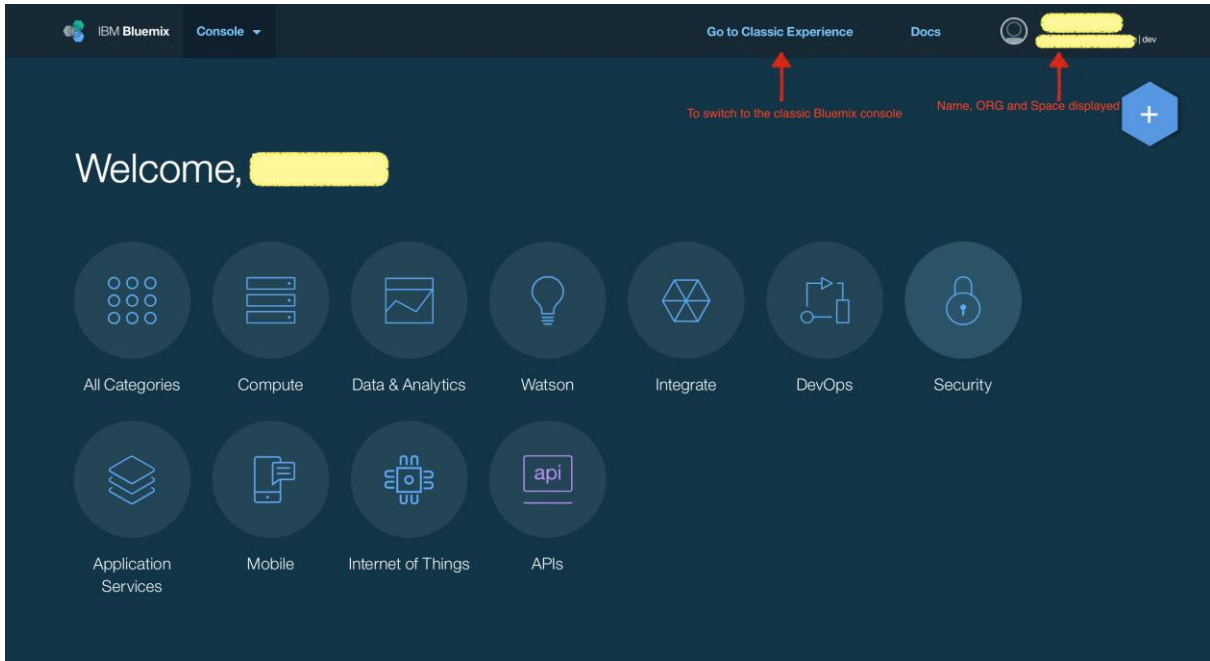 IBM Bluemix Console Go to Classic Experience Docs | dev
To switch to the classic Bluemix console Name, ORG and Space displayed
+
Welcome,
All Categories Compute Data & Analytics Watson Integrate DevOps Security
api
Application Mobile Internet of Things APIs
Services